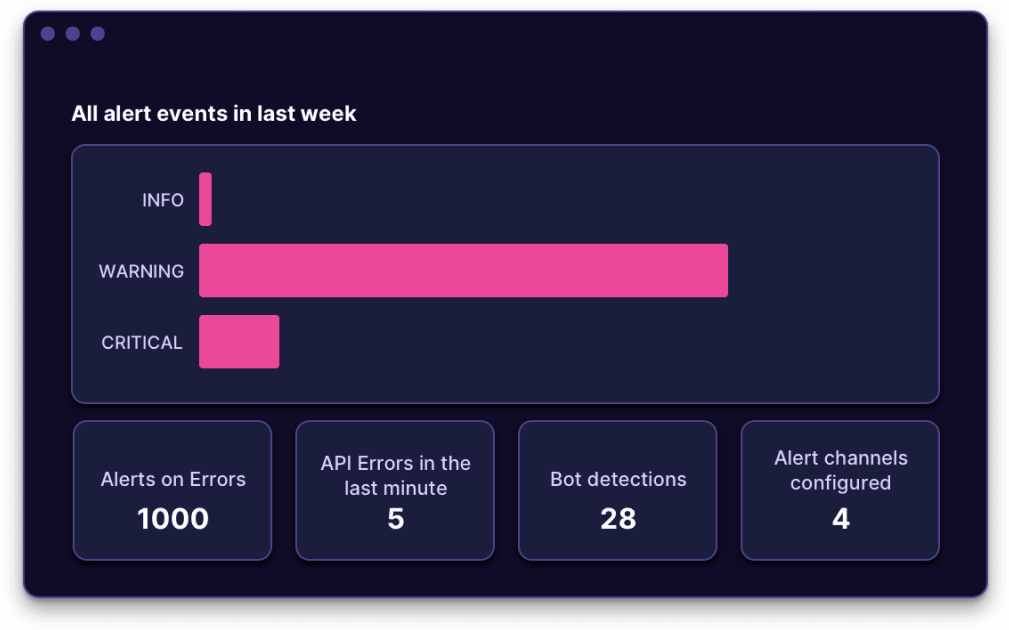 All alert events in last week
INFO
WARNING
CRITICAL
Alerts on Errors
1000
API Errors in the
last minute
5
Bot detections
28
Alert channels
configured
4